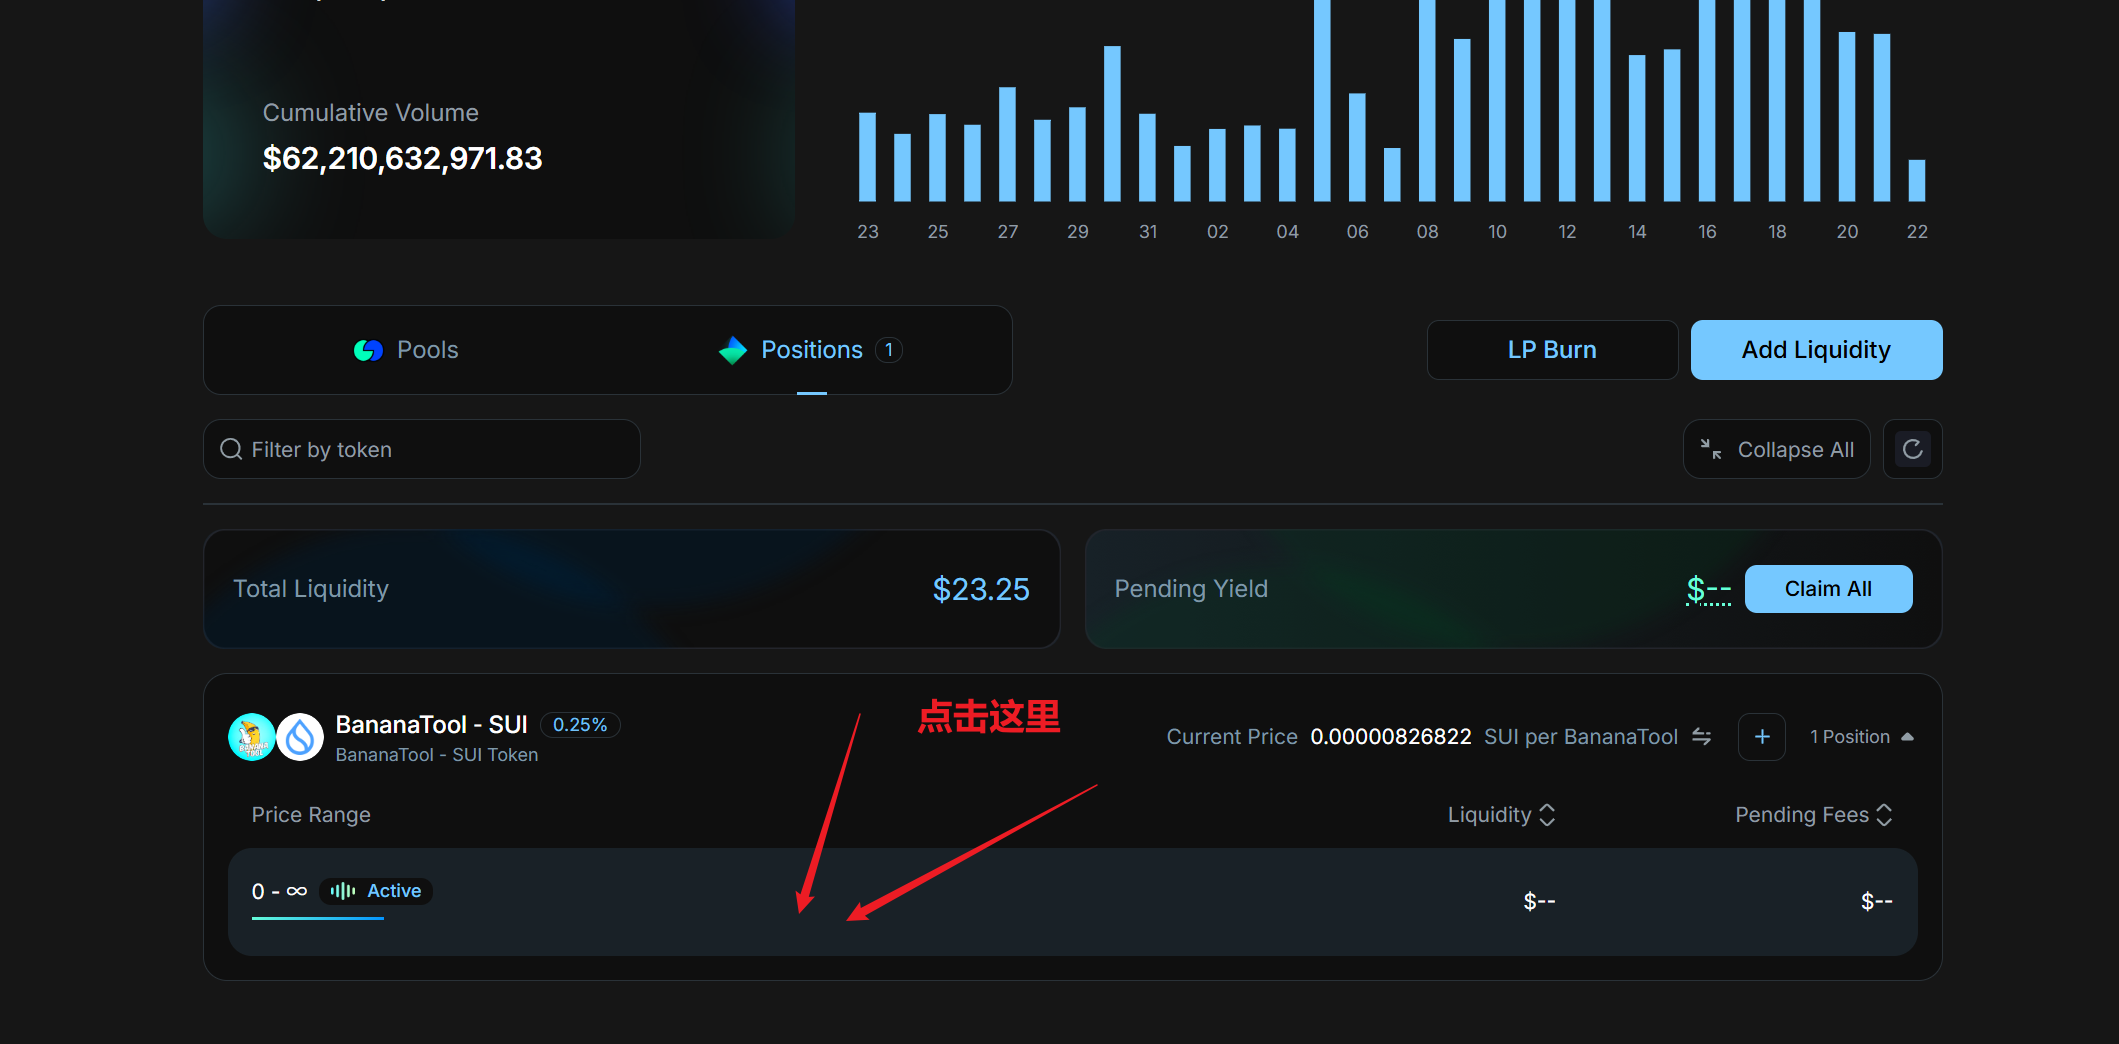 Cumulative Volume
$62,210,632,971.83
23 25 27 29 31 02 04 06 08 10 12 14 16 18 20 22
Pools
Positions 1
LP Burn
Add Liquidity
Filter by token
Collapse All
Total Liquidity
$23.25
Pending Yield
$--
Claim All
BananaTool - SUI 0.25%
BananaTool - SUI Token
点击这里
Current Price 0.00000826822 SUI per BananaTool
+
1 Position
BANANA
TOOL
Price Range
Liquidity
Pending Fees
0 - ∞ Active
$--
$--